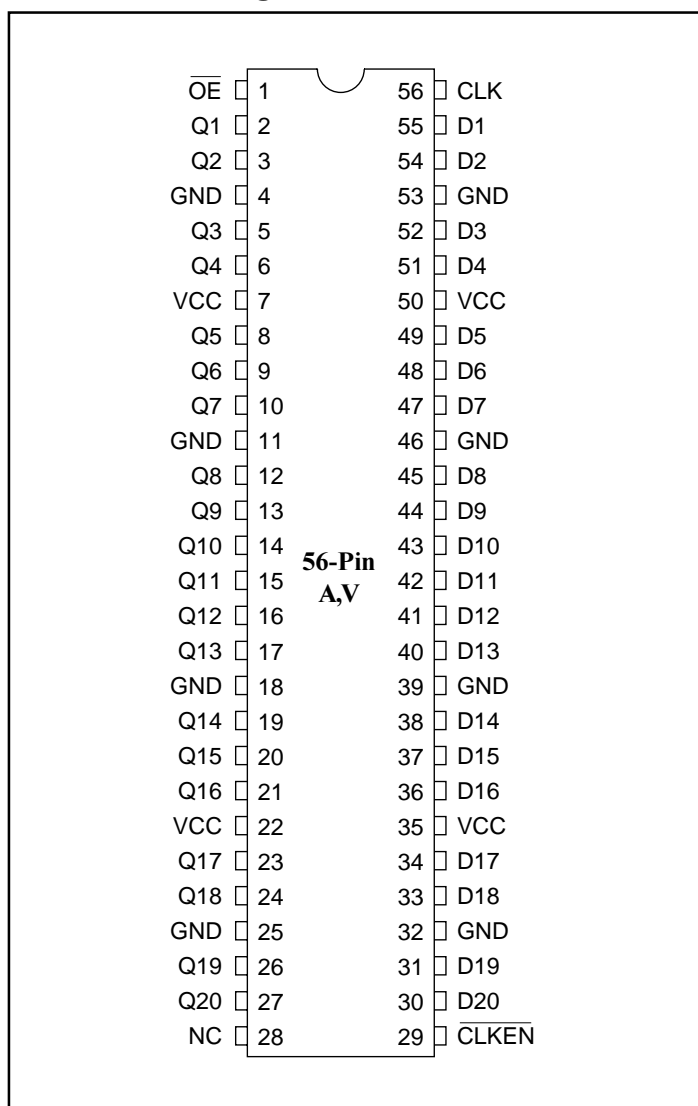 O̅E̅ 1 56 CLK
Q1 2 55 D1
Q2 3 54 D2
GND 4 53 GND
Q3 5 52 D3
Q4 6 51 D4
VCC 7 50 VCC
Q5 8 49 D5
Q6 9 48 D6
Q7 10 47 D7
GND 11 46 GND
Q8 12 45 D8
Q9 13 44 D9
Q10 14 43 D10
56-Pin
Q11 15 42 D11
A,V
Q12 16 41 D12
Q13 17 40 D13
GND 18 39 GND
Q14 19 38 D14
Q15 20 37 D15
Q16 21 36 D16
VCC 22 35 VCC
Q17 23 34 D17
Q18 24 33 D18
GND 25 32 GND
Q19 26 31 D19
Q20 27 30 D20
NC 28 29 C̅L̅K̅E̅N̅